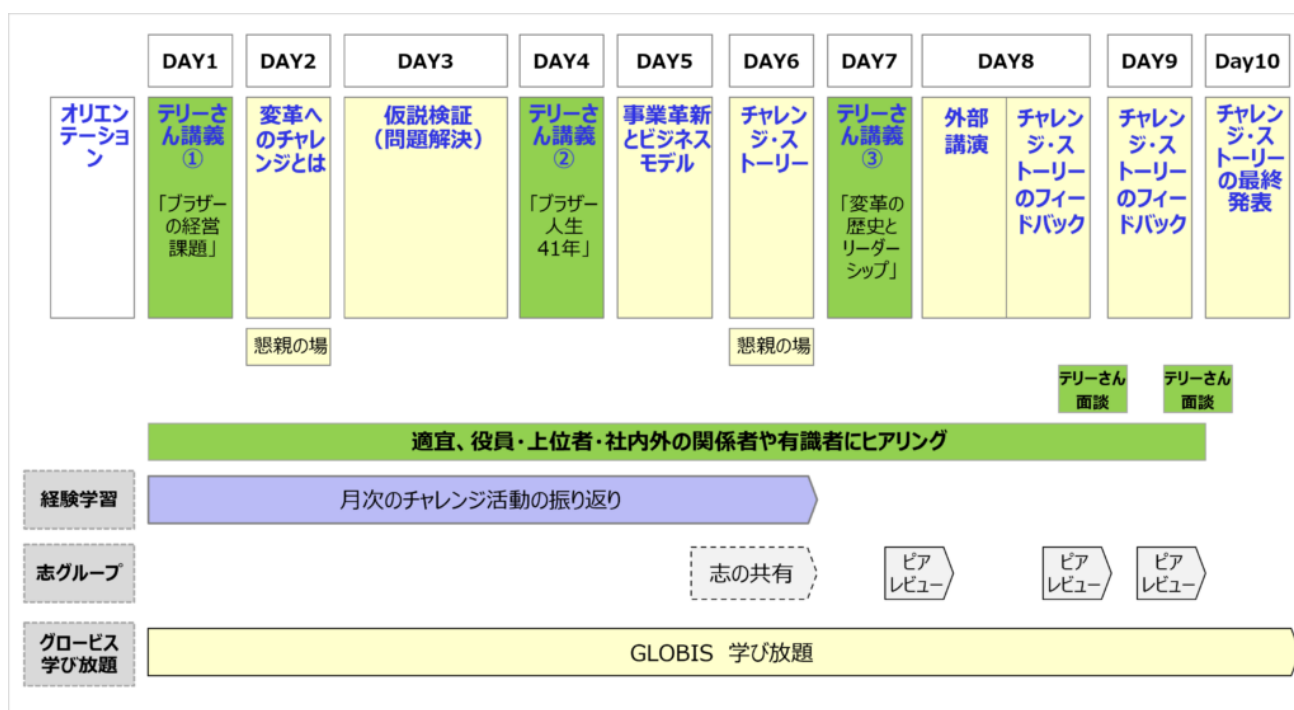 DAY1
DAY2
DAY3
DAY4
DAY5
DAY6
DAY7
DAY8
DAY9
Day10
オリエン
テーショ
ン
テリーさ
ん講義
①
「ブラザー
の経営
課題」
変革へ
のチャレ
ンジとは
仮説検証
(問題解決)
テリーさ
ん講義
②
「ブラザー
人生
41年」
事業革新
とビジネス
モデル
チャレン
ジ・ス
トーリー
テリーさ
ん講義
③
「変革の
歴史と
リーダー
シップ」
外部
講演
チャレン
ジ・ス
トーリー
のフィー
ドバック
チャレン
ジ・ス
トーリー
のフィー
ドバック
チャレン
ジ・ス
トーリー
の最終
発表
懇親の場
懇親の場
テリーさん
面談
テリーさん
面談
適宜、役員・上位者・社内外の関係者や有識者にヒアリング
経験学習
月次のチャレンジ活動の振り返り
志グループ
志の共有
ピア
レビュー
ピア
レビュー
ピア
レビュー
グロービス
学び放題
GLOBIS 学び放題